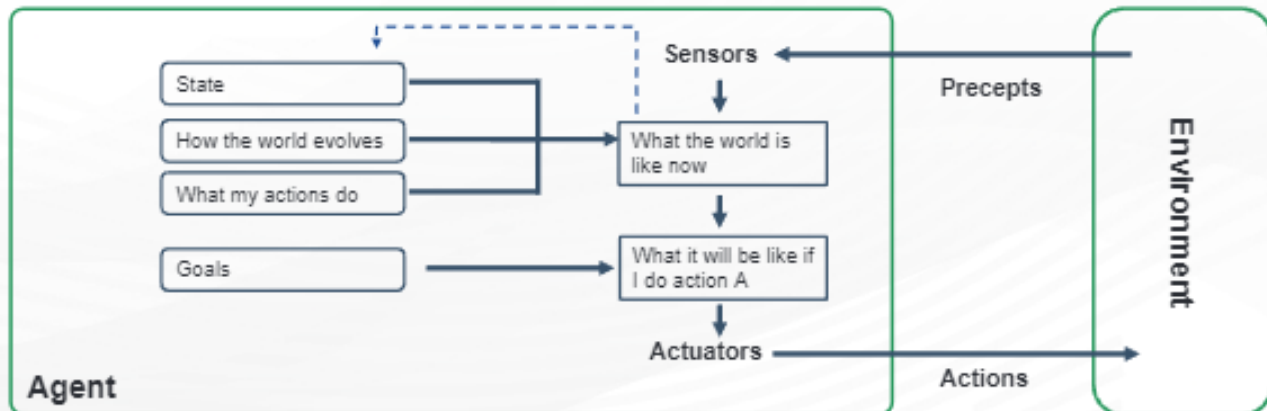 Sensors
Precepts
State
How the world evolves
What the world is
like now
What my actions do
Goals
What it will be like if
I do action A
Actuators
Actions
Agent
Environment